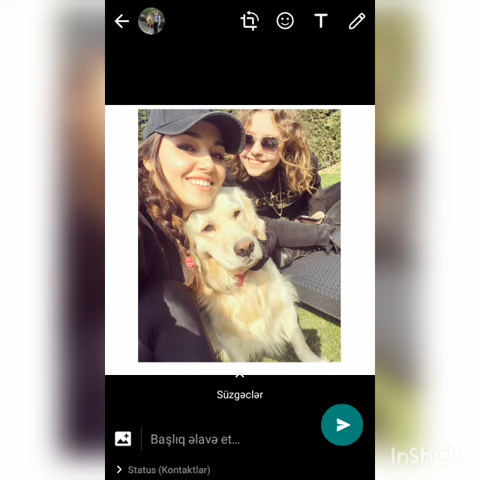 T
Süzgəclər
Başlıq əlavə et...
Status (Kontaktlar)
InShOt